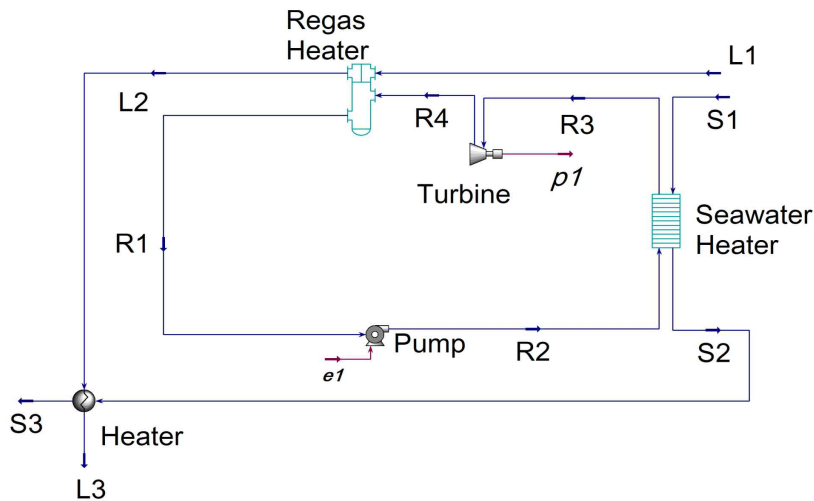 Regas
Heater
L1
L2
R4
R3
S1
p1
Turbine
Seawater
Heater
R1
Pump
R2
S2
e1
S3
Heater
L3